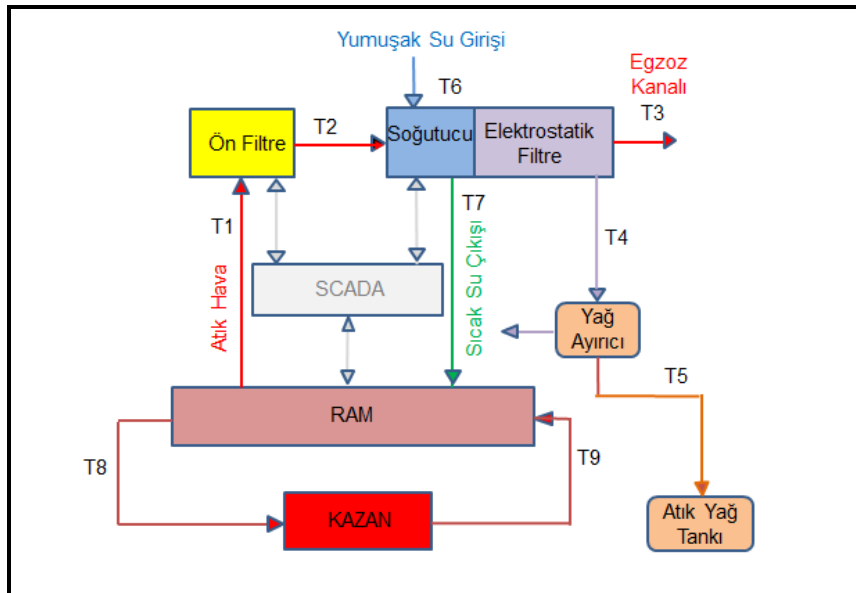 Yumuşak Su Girişi
Egzoz
Kanalı
T6
T3
T2
Ön Filtre
Soğutucu
Elektrostatik
Filtre
T1
T7
T4
Atık Hava
SCADA
Sıcak Su Çıkışı
Yağ
Ayırıcı
T5
RAM
T8
T9
KAZAN
Atık Yağ
Tankı